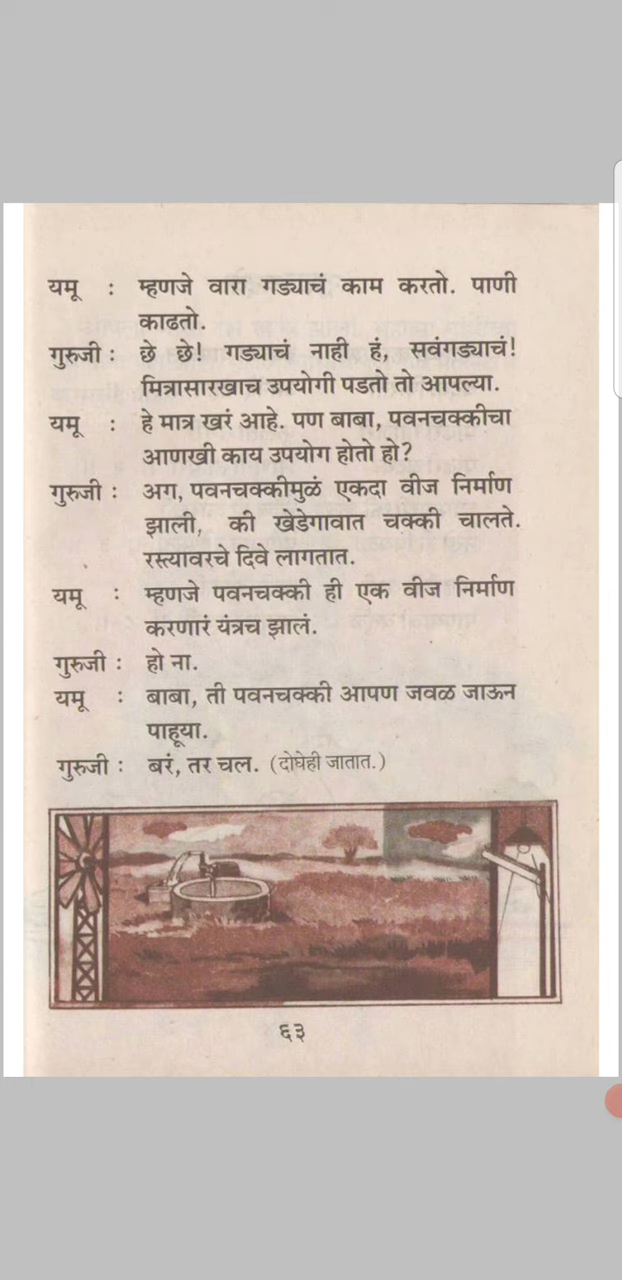 यमू : म्हणजे वारा गड्याचं काम करतो. पाणी
काढतो.
गुरुजी : छे छे! गड्याचं नाही हं, सवंगड्याचं!
मित्रासारखाच उपयोगी पडतो तो आपल्या.
यमू : हे मात्र खरं आहे. पण बाबा, पवनचक्कीचा
आणखी काय उपयोग होतो हो?
गुरुजी : अग, पवनचक्कीमुळं एकदा वीज निर्माण
झाली, की खेडेगावात चक्की चालते.
रस्त्यावरचे दिवे लागतात.
यमू : म्हणजे पवनचक्की ही एक वीज निर्माण
करणारं यंत्रच झालं.
गुरुजी : हो ना.
यमू : बाबा, ती पवनचक्की आपण जवळ जाऊन
पाहूया.
गुरुजी : बरं, तर चल. (दोघेही जातात.)
६३